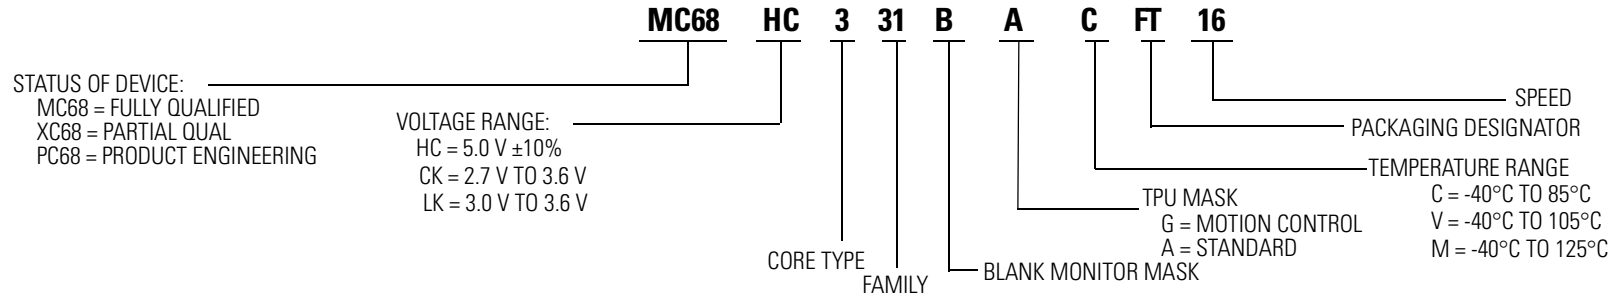 MC68 HC 3 31 B A C FT 16
STATUS OF DEVICE:
MC68 = FULLY QUALIFIED
XC68 = PARTIAL QUAL
PC68 = PRODUCT ENGINEERING
VOLTAGE RANGE:
HC = 5.0 V ±10%
CK = 2.7 V TO 3.6 V
LK = 3.0 V TO 3.6 V
CORE TYPE
FAMILY
BLANK MONITOR MASK
TPU MASK
G = MOTION CONTROL
A = STANDARD
TEMPERATURE RANGE
C = -40°C TO 85°C
V = -40°C TO 105°C
M = -40°C TO 125°C
PACKAGING DESIGNATOR
SPEED